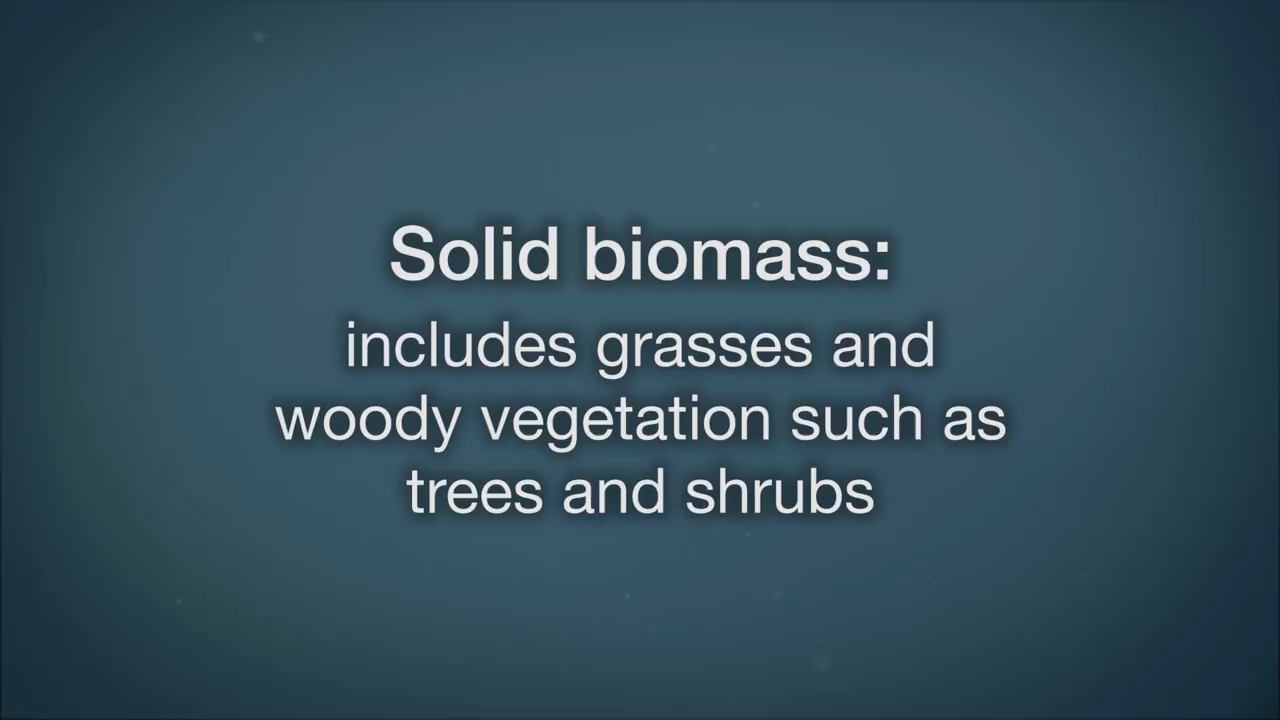 Solid biomass:
includes grasses and
woody vegetation such as
trees and shrubs